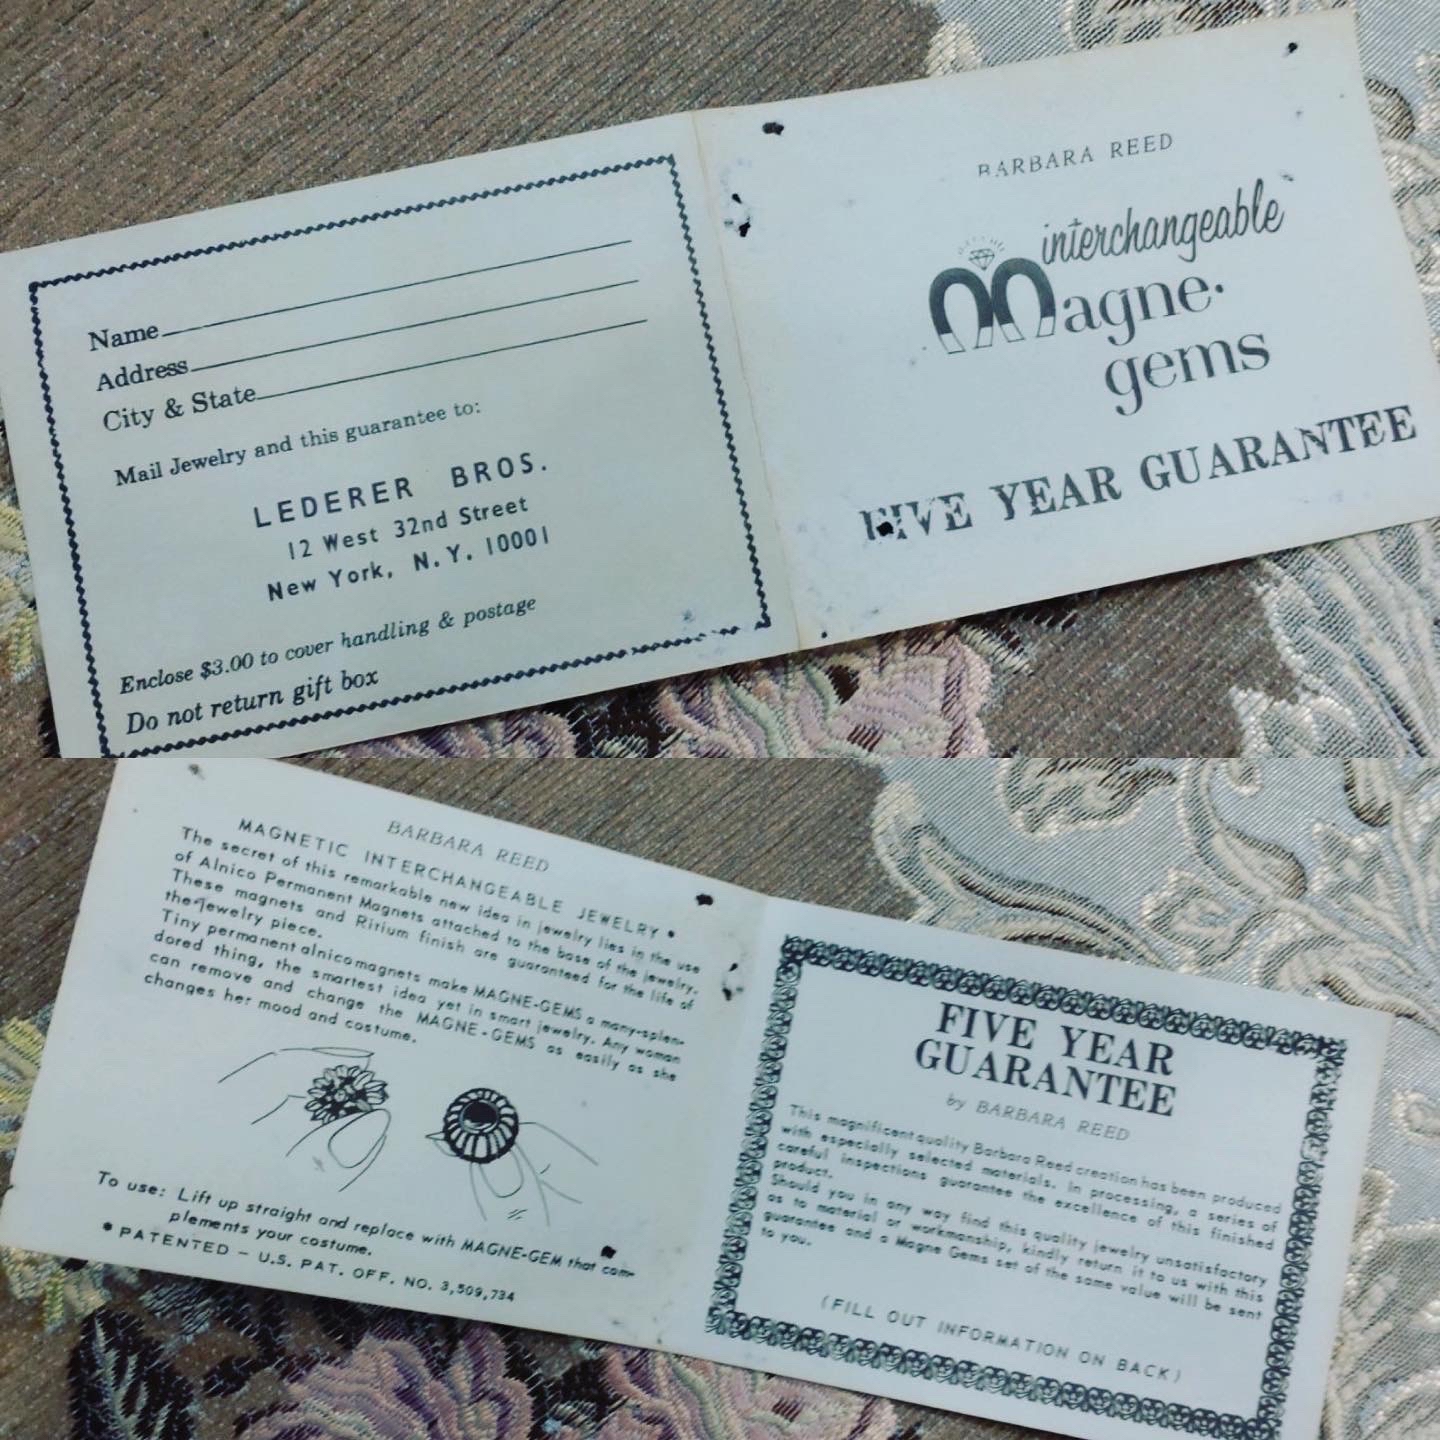 Name
Address
City & State
Mail Jewelry and this guarantee to:
LEDERER BROS.
12 West 32nd Street
New York, N.Y. 10001
Enclose $3.00 to cover handling & postage
Do not return gift box
BARBARA REED
interchangeable
Magne-
gems
FIVE YEAR GUARANTEE
BARBARA REED
MAGNETIC INTERCHANGEABLE JEWELRY •
The secret of this remarkable new idea in jewelry lies in the use
of Alnico Permanent Magnets attached to the base of the jewelry.
These magnets and Ritium finish are guaranteed for the life of
the jewelry piece.
Tiny permanent alnico magnets make MAGNE-GEMS a many-splen-
dored thing, the smartest idea yet in smart jewelry. Any woman
can remove and change the MAGNE-GEMS as easily as she
changes her mood and costume.
To use: Lift up straight and replace with MAGNE-GEM that com-
plements your costume.
• PATENTED — U.S. PAT. OFF. NO. 3,509,734
FIVE YEAR
GUARANTEE
by BARBARA REED
This magnificent quality Barbara Reed creation has been produced
with especially selected materials. In processing, a series of
careful inspections guarantee the excellence of this finished
product.
Should you in any way find this quality jewelry unsatisfactory
as to material or workmanship, kindly return it to us with this
guarantee and a Magne Gems set of the same value will be sent
to you.
(FILL OUT INFORMATION ON BACK)